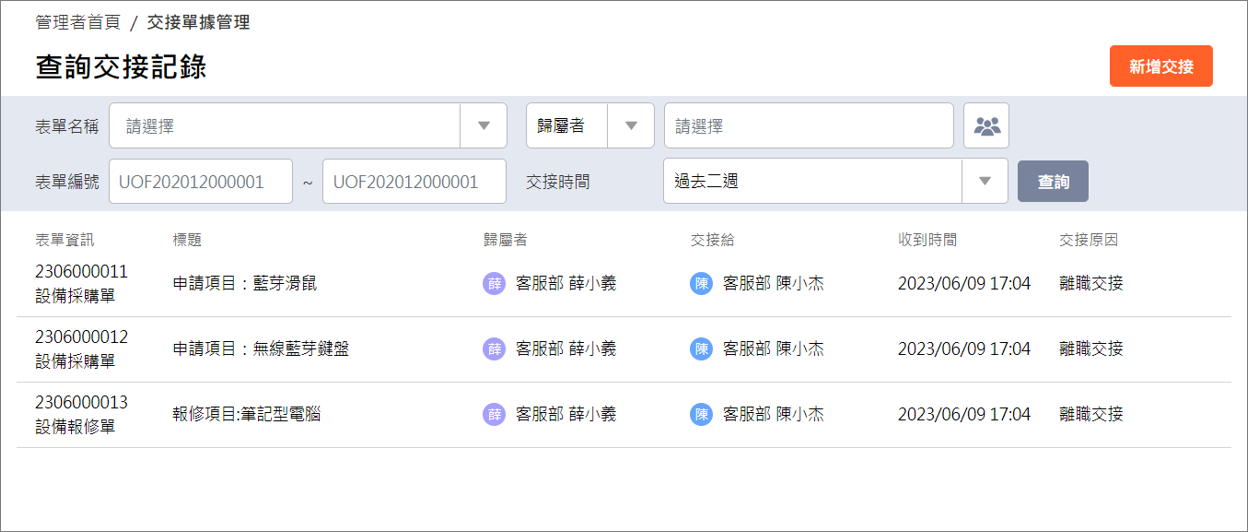 管理者首頁 / 交接單據管理
查詢交接記錄
新增交接
表單名稱 請選擇 歸屬者 請選擇
表單編號 UOF202012000001 ~ UOF202012000001 交接時間 過去二週 查詢
表單資訊 標題 歸屬者 交接給 收到時間 交接原因
2306000011
設備採購單
申請項目：藍芽滑鼠
薛 客服部 薛小義
陳 客服部 陳小杰
2023/06/09 17:04
離職交接
2306000012
設備採購單
申請項目：無線藍芽鍵盤
薛 客服部 薛小義
陳 客服部 陳小杰
2023/06/09 17:04
離職交接
2306000013
設備報修單
報修項目:筆記型電腦
薛 客服部 薛小義
陳 客服部 陳小杰
2023/06/09 17:04
離職交接